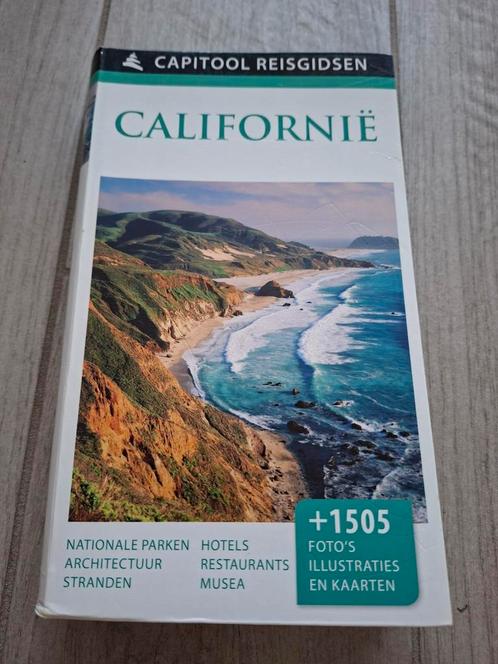 CAPITOOL REISGIDSEN
CALIFORNIË
NATIONALE PARKEN
ARCHITECTUUR
STRANDEN
HOTELS
RESTAURANTS
MUSEA
+1505
FOTO'S
ILLUSTRATIES
EN KAARTEN